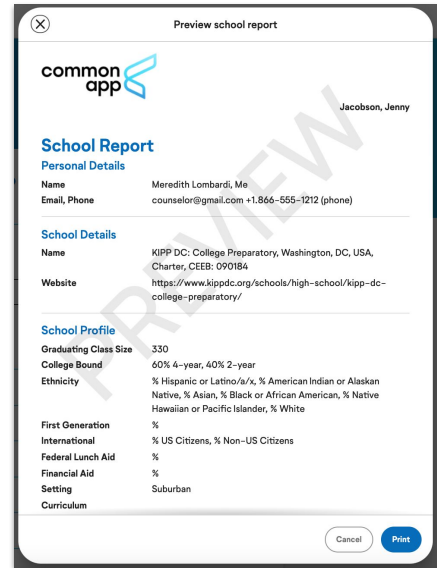 Preview school report
common
app
Jacobson, Jenny
PREVIEW
School Report
Personal Details
Name Meredith Lombardi, Me
Email, Phone counselor@gmail.com +1.866-555-1212 (phone)
School Details
Name KIPP DC: College Preparatory, Washington, DC, USA,
Charter, CEEB: 090184
Website https://www.kippdc.org/schools/high-school/kipp-dc-
college-preparatory/
School Profile
Graduating Class Size 330
College Bound 60% 4-year, 40% 2-year
Ethnicity % Hispanic or Latino/a/x, % American Indian or Alaskan
Native, % Asian, % Black or African American, % Native
Hawaiian or Pacific Islander, % White
First Generation %
International % US Citizens, % Non-US Citizens
Federal Lunch Aid %
Financial Aid %
Setting Suburban
Curriculum
Cancel Print